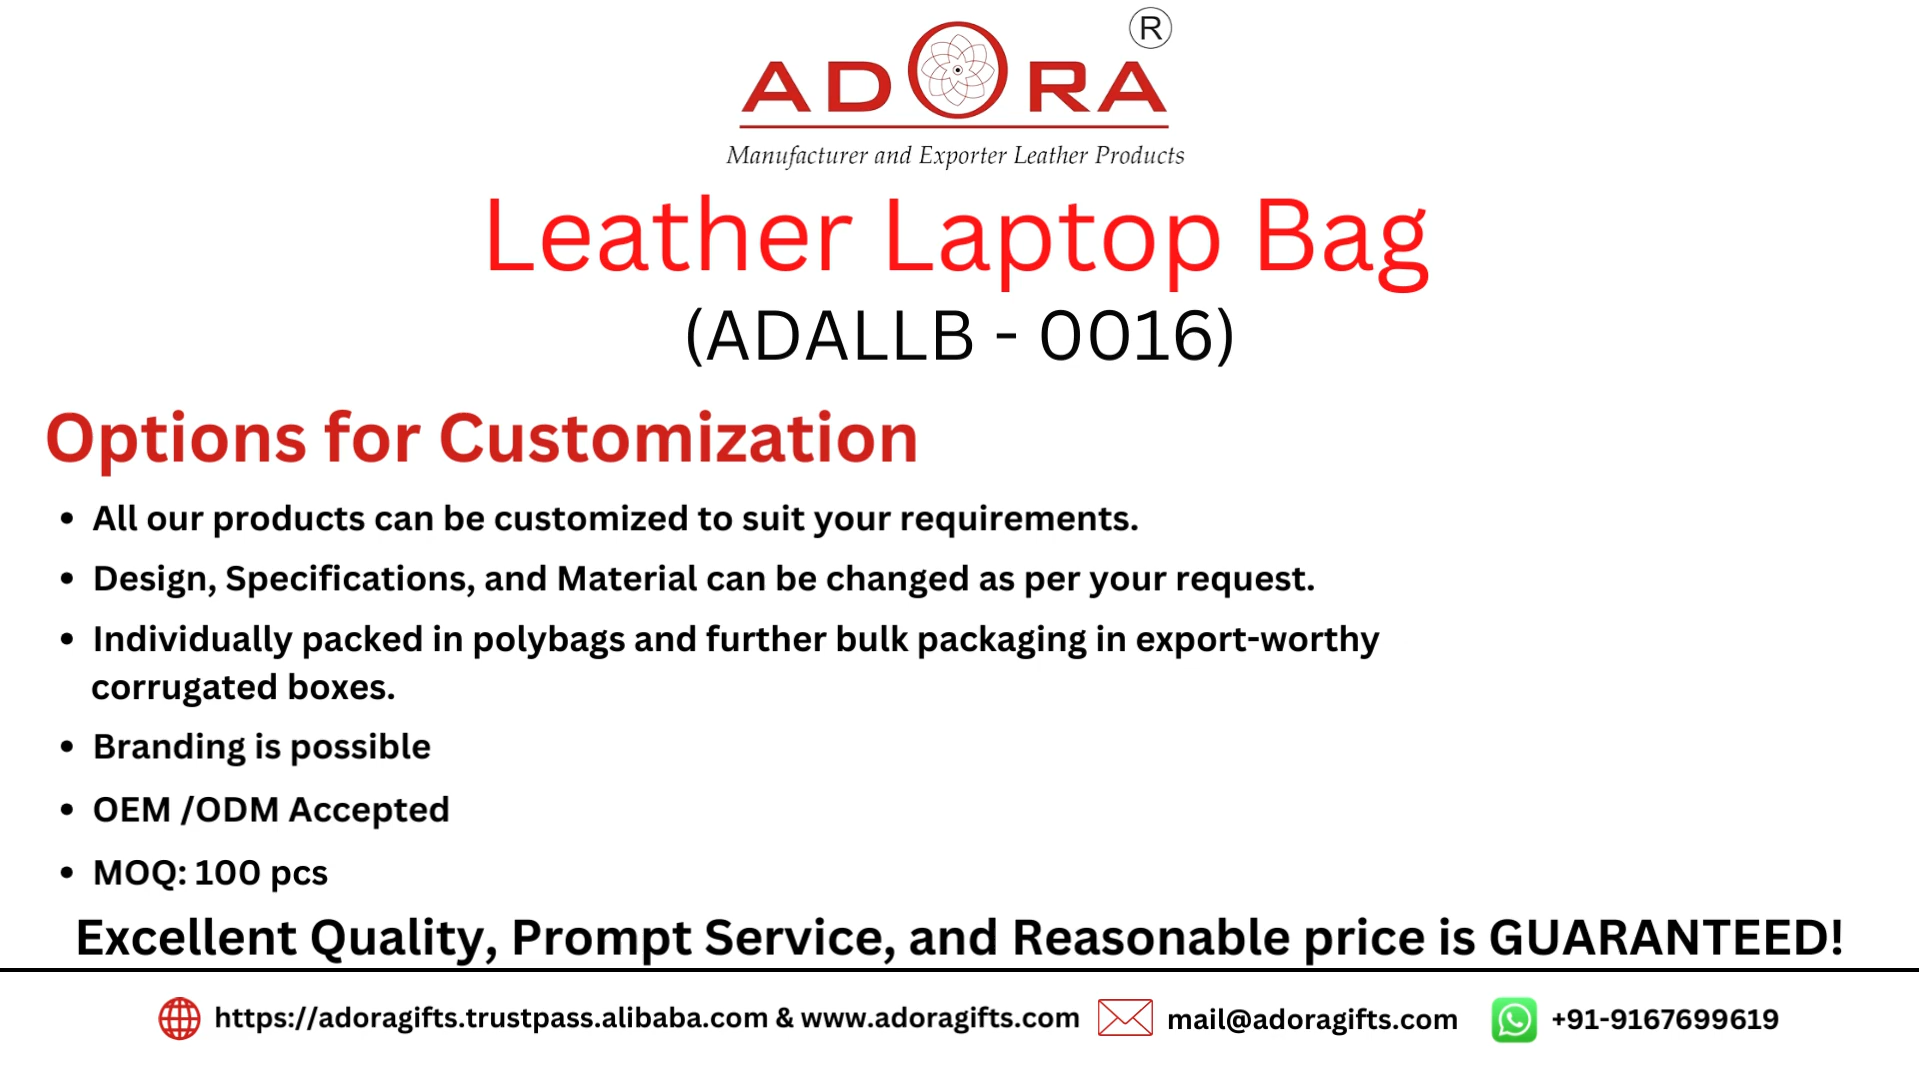 ADORA ®
Manufacturer and Exporter Leather Products
Leather Laptop Bag
(ADALLB - 0016)
Options for Customization
• All our products can be customized to suit your requirements.
• Design, Specifications, and Material can be changed as per your request.
• Individually packed in polybags and further bulk packaging in export-worthy
corrugated boxes.
• Branding is possible
• OEM /ODM Accepted
• MOQ: 100 pcs
Excellent Quality, Prompt Service, and Reasonable price is GUARANTEED!
https://adoragifts.trustpass.alibaba.com & www.adoragifts.com mail@adoragifts.com +91-9167699619